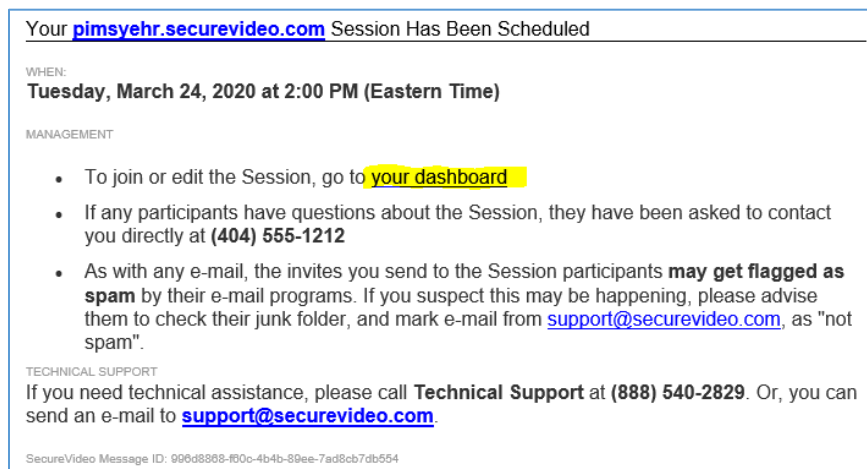 Your pimsyehr.securevideo.com Session Has Been Scheduled
WHEN:
Tuesday, March 24, 2020 at 2:00 PM (Eastern Time)
MANAGEMENT
• To join or edit the Session, go to your dashboard
• If any participants have questions about the Session, they have been asked to contact
you directly at (404) 555-1212
• As with any e-mail, the invites you send to the Session participants may get flagged as
spam by their e-mail programs. If you suspect this may be happening, please advise
them to check their junk folder, and mark e-mail from support@securevideo.com, as "not
spam".
TECHNICAL SUPPORT
If you need technical assistance, please call Technical Support at (888) 540-2829. Or, you can
send an e-mail to support@securevideo.com.
SecureVideo Message ID: 996d8868-f60c-4b4b-89ee-7ad8cb7db554